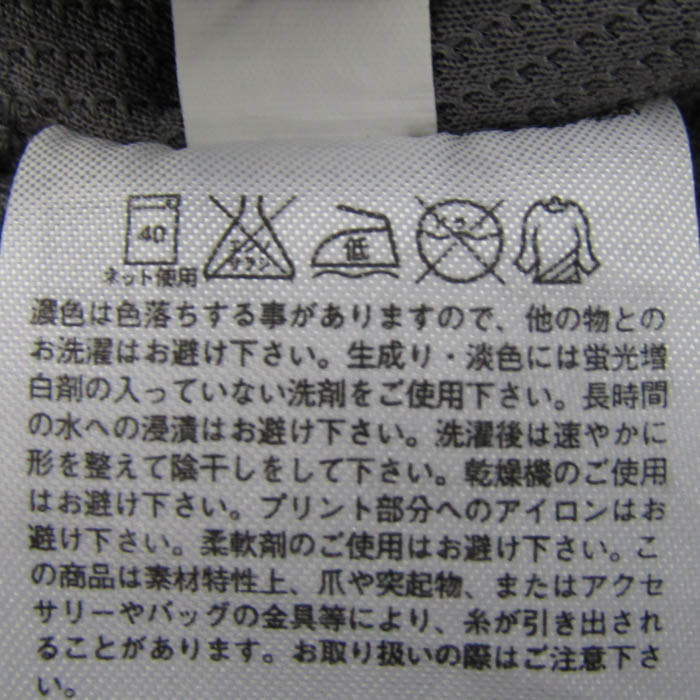 40
ネット使用
エンソ
サラシ
低
ドライ
濃色は色落ちする事がありますので、他の物との
お洗濯はお避け下さい。生成り・淡色には蛍光増
白剤の入っていない洗剤をご使用下さい。長時間
の水への浸漬はお避け下さい。洗濯後は速やかに
形を整えて陰干しをして下さい。乾燥機のご使用
はお避け下さい。プリント部分へのアイロンはお
避け下さい。柔軟剤のご使用はお避け下さい。こ
の商品は素材特性上、爪や突起物、またはアクセ
サリーやバッグの金具等により、糸が引き出され
ることがあります。お取り扱いの際はご注意下さ
い。